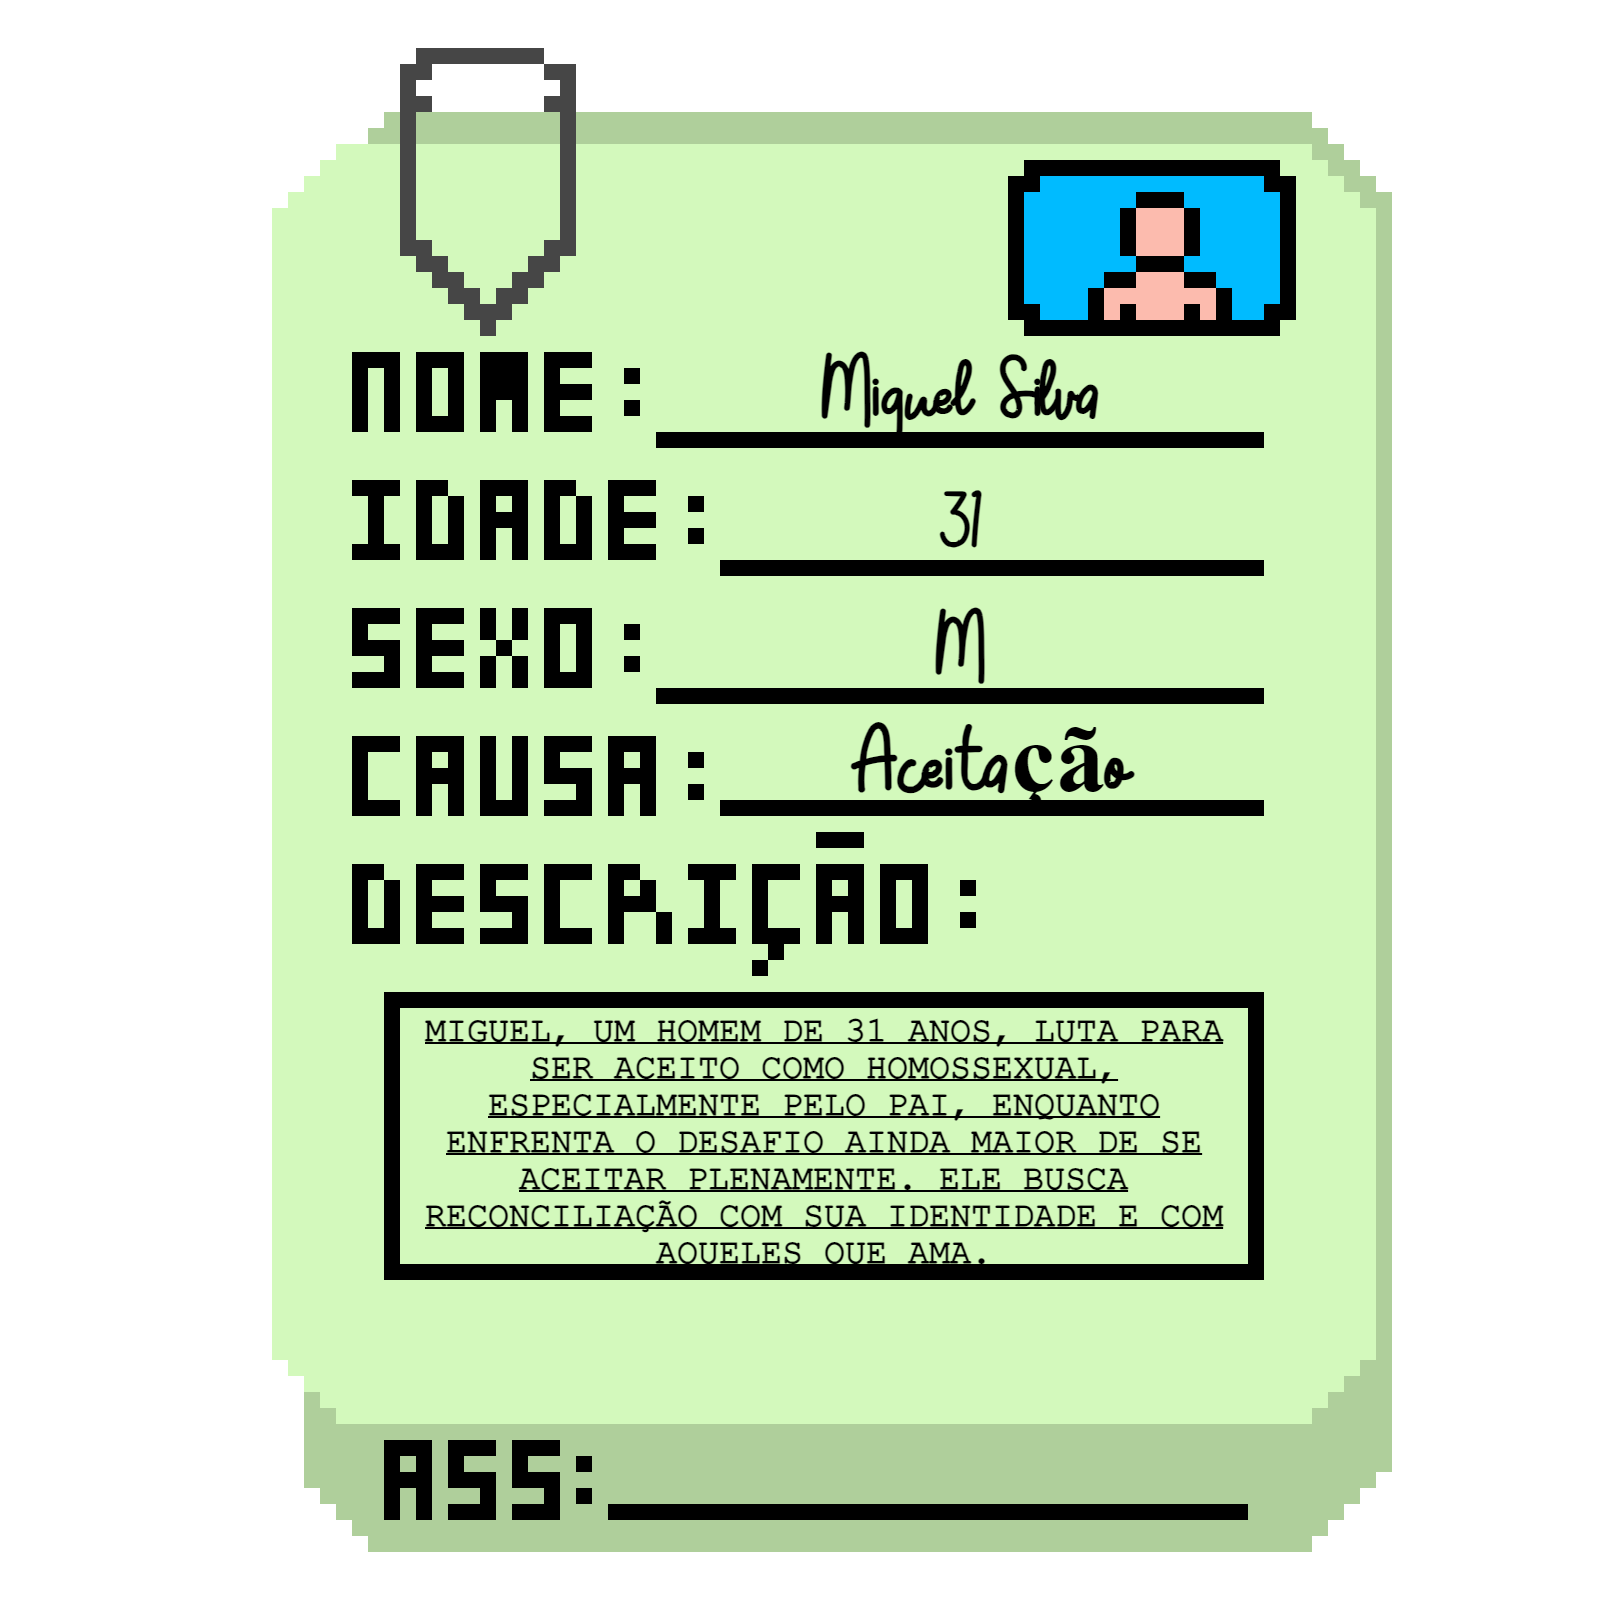 NOME: Miguel Silva
IDADE: 31
SEXO: M
CAUSA: Aceitação
DESCRIÇÃO:
MIGUEL, UM HOMEM DE 31 ANOS, LUTA PARA
SER ACEITO COMO HOMOSSEXUAL,
ESPECIALMENTE PELO PAI, ENQUANTO
ENFRENTA O DESAFIO AINDA MAIOR DE SE
ACEITAR PLENAMENTE. ELE BUSCA
RECONCILIAÇÃO COM SUA IDENTIDADE E COM
AQUELES QUE AMA.
ASS: